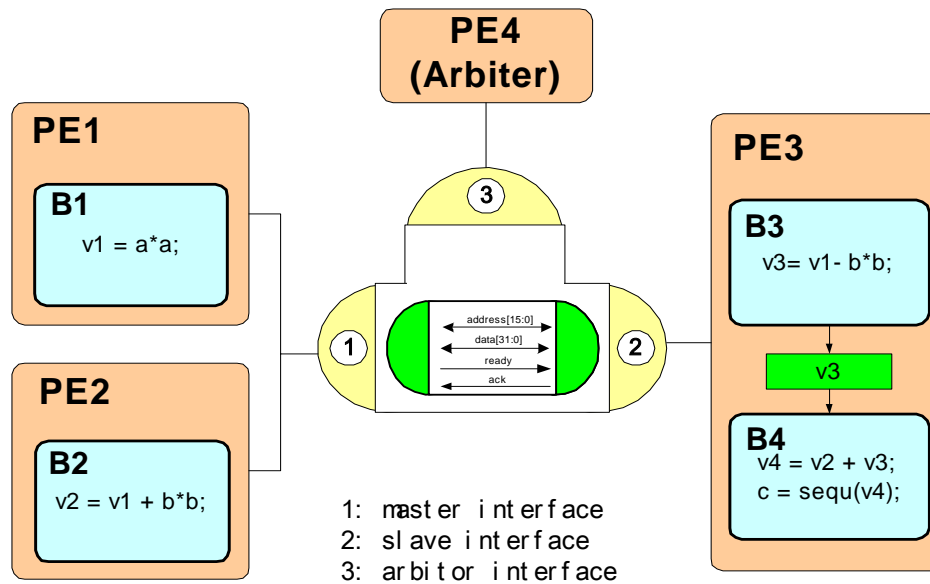 PE4
(Arbiter)
PE1
B1
v1 = a*a;
PE2
B2
v2 = v1 + b*b;
3
1
address[15:0]
data[31:0]
ready
ack
2
PE3
B3
v3= v1- b*b;
v3
B4
v4 = v2 + v3;
c = sequ(v4);
1: master interface
2: slave interface
3: arbitor interface